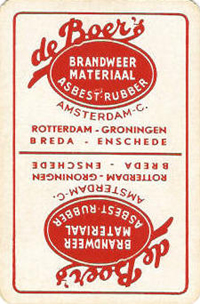 de Boer's
BRANDWEER
MATERIAAL
ASBEST-RUBBER
AMSTERDAM-C.
ROTTERDAM - GRONINGEN
BREDA - ENSCHEDE
BREDA - ENSCHEDE
ROTTERDAM - GRONINGEN
AMSTERDAM-C.
ASBEST-RUBBER
MATERIAAL
BRANDWEER
de Boer's